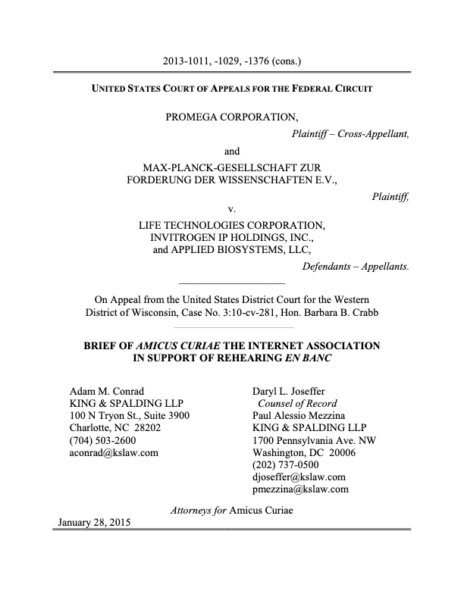 2013-1011, -1029, -1376 (cons.)
UNITED STATES COURT OF APPEALS FOR THE FEDERAL CIRCUIT
PROMEGA CORPORATION,
Plaintiff – Cross-Appellant,
and
MAX-PLANCK-GESELLSCHAFT ZUR
FORDERUNG DER WISSENSCHAFTEN E.V.,
Plaintiff,
v.
LIFE TECHNOLOGIES CORPORATION,
INVITROGEN IP HOLDINGS, INC.,
and APPLIED BIOSYSTEMS, LLC,
Defendants – Appellants.
On Appeal from the United States District Court for the Western
District of Wisconsin, Case No. 3:10-cv-281, Hon. Barbara B. Crabb
BRIEF OF AMICUS CURIAE THE INTERNET ASSOCIATION
IN SUPPORT OF REHEARING EN BANC
Adam M. Conrad
KING & SPALDING LLP
100 N Tryon St., Suite 3900
Charlotte, NC 28202
(704) 503-2600
aconrad@kslaw.com
Daryl L. Joseffer
Counsel of Record
Paul Alessio Mezzina
KING & SPALDING LLP
1700 Pennsylvania Ave. NW
Washington, DC 20006
(202) 737-0500
djoseffer@kslaw.com
pmezzina@kslaw.com
Attorneys for Amicus Curiae
January 28, 2015